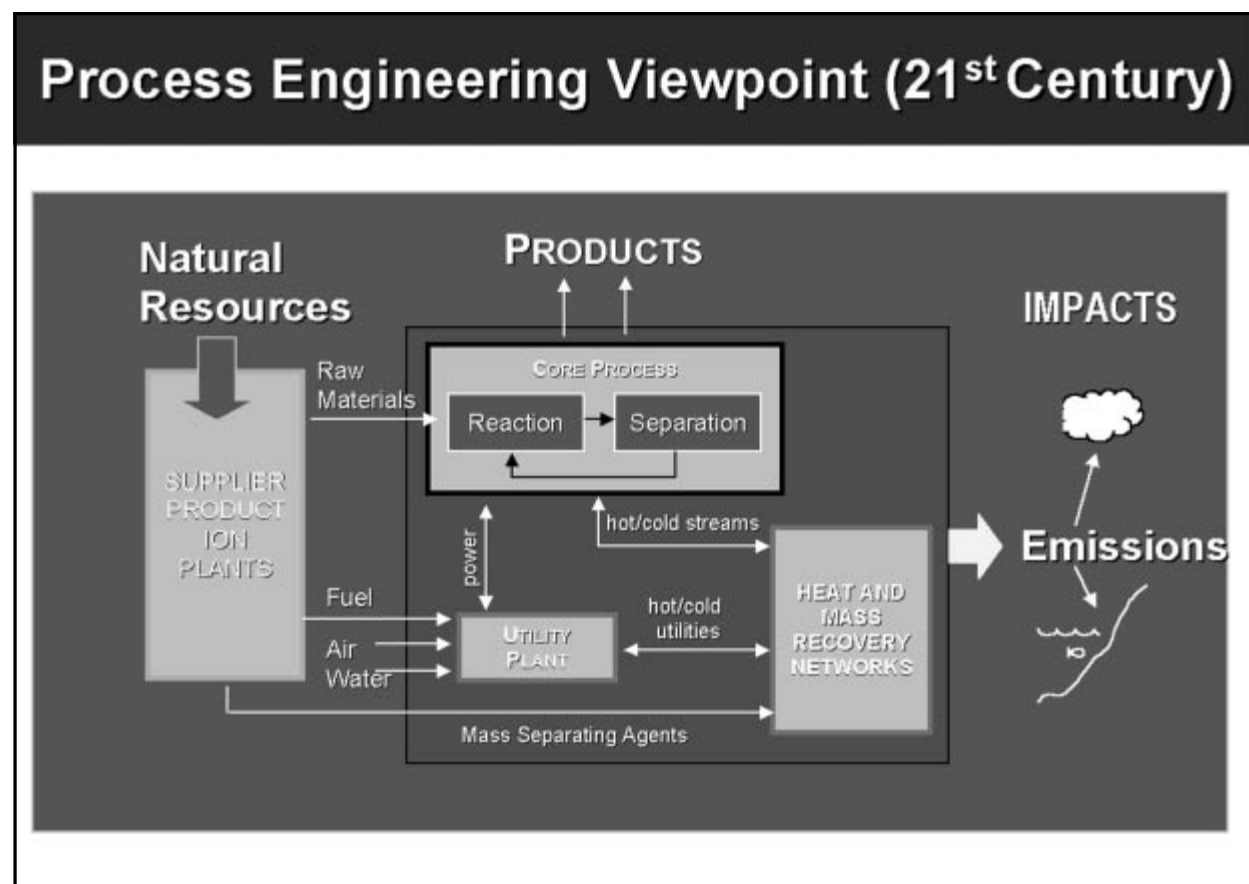 Process Engineering Viewpoint (21st Century)
Natural
Resources
PRODUCTS
IMPACTS
Raw
Materials
CORE PROCESS
Reaction
Separation
SUPPLIER
PRODUCT
ION
PLANTS
power
hot/cold streams
Emissions
Fuel
Air
Water
UTILITY
PLANT
hot/cold
utilities
HEAT AND
MASS
RECOVERY
NETWORKS
Mass Separating Agents